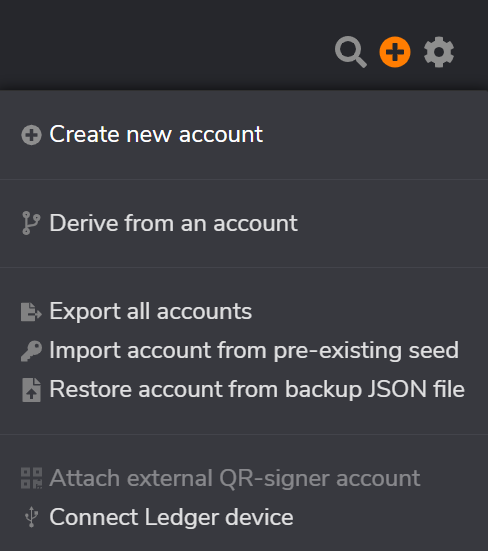 Create new account
Derive from an account
Export all accounts
Import account from pre-existing seed
Restore account from backup JSON file
Attach external QR-signer account
Connect Ledger device